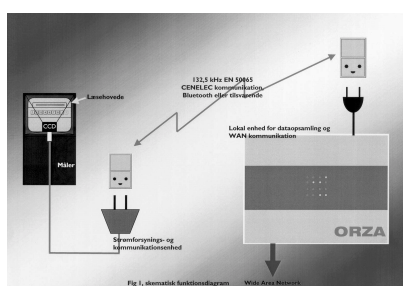 132,5 kHz EN 50065
CENELEC kommunikation,
Bluetooth eller tilsvarende
Læsehovede
CCD
Måler
Lokal enhed for dataopsamling og
WAN kommunikation
ORZA
Strømforsynings- og
kommunikationsenhed
Fig 1, skematisk funktionsdiagram
Wide Area Network